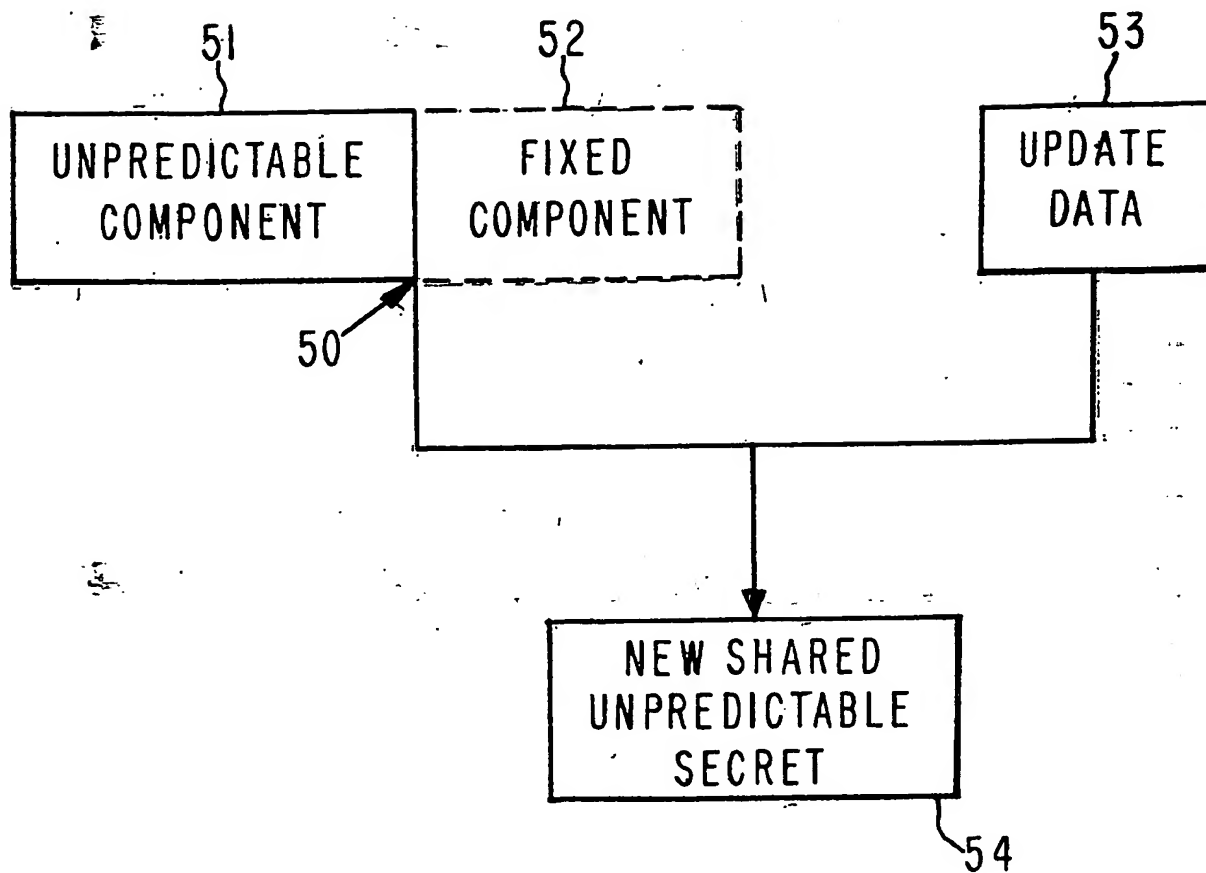 51
52
53
UNPREDICTABLE
COMPONENT
FIXED
COMPONENT
UPDATE
DATA
50
NEW SHARED
UNPREDICTABLE
SECRET
54